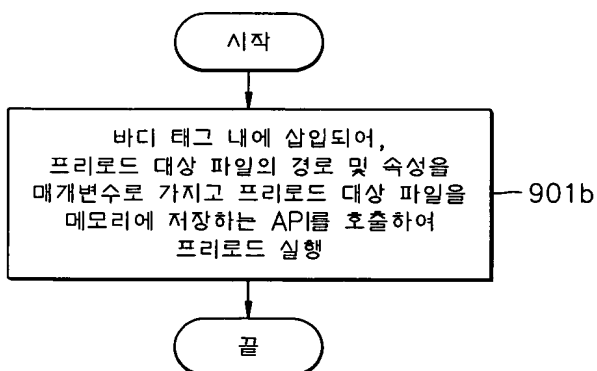 시작
바디 태그 내에 삽입되어,
프리로드 대상 파일의 경로 및 속성을
매개변수로 가지고 프리로드 대상 파일을
메모리에 저장하는 API를 호출하여
프리로드 실행
901b
끝